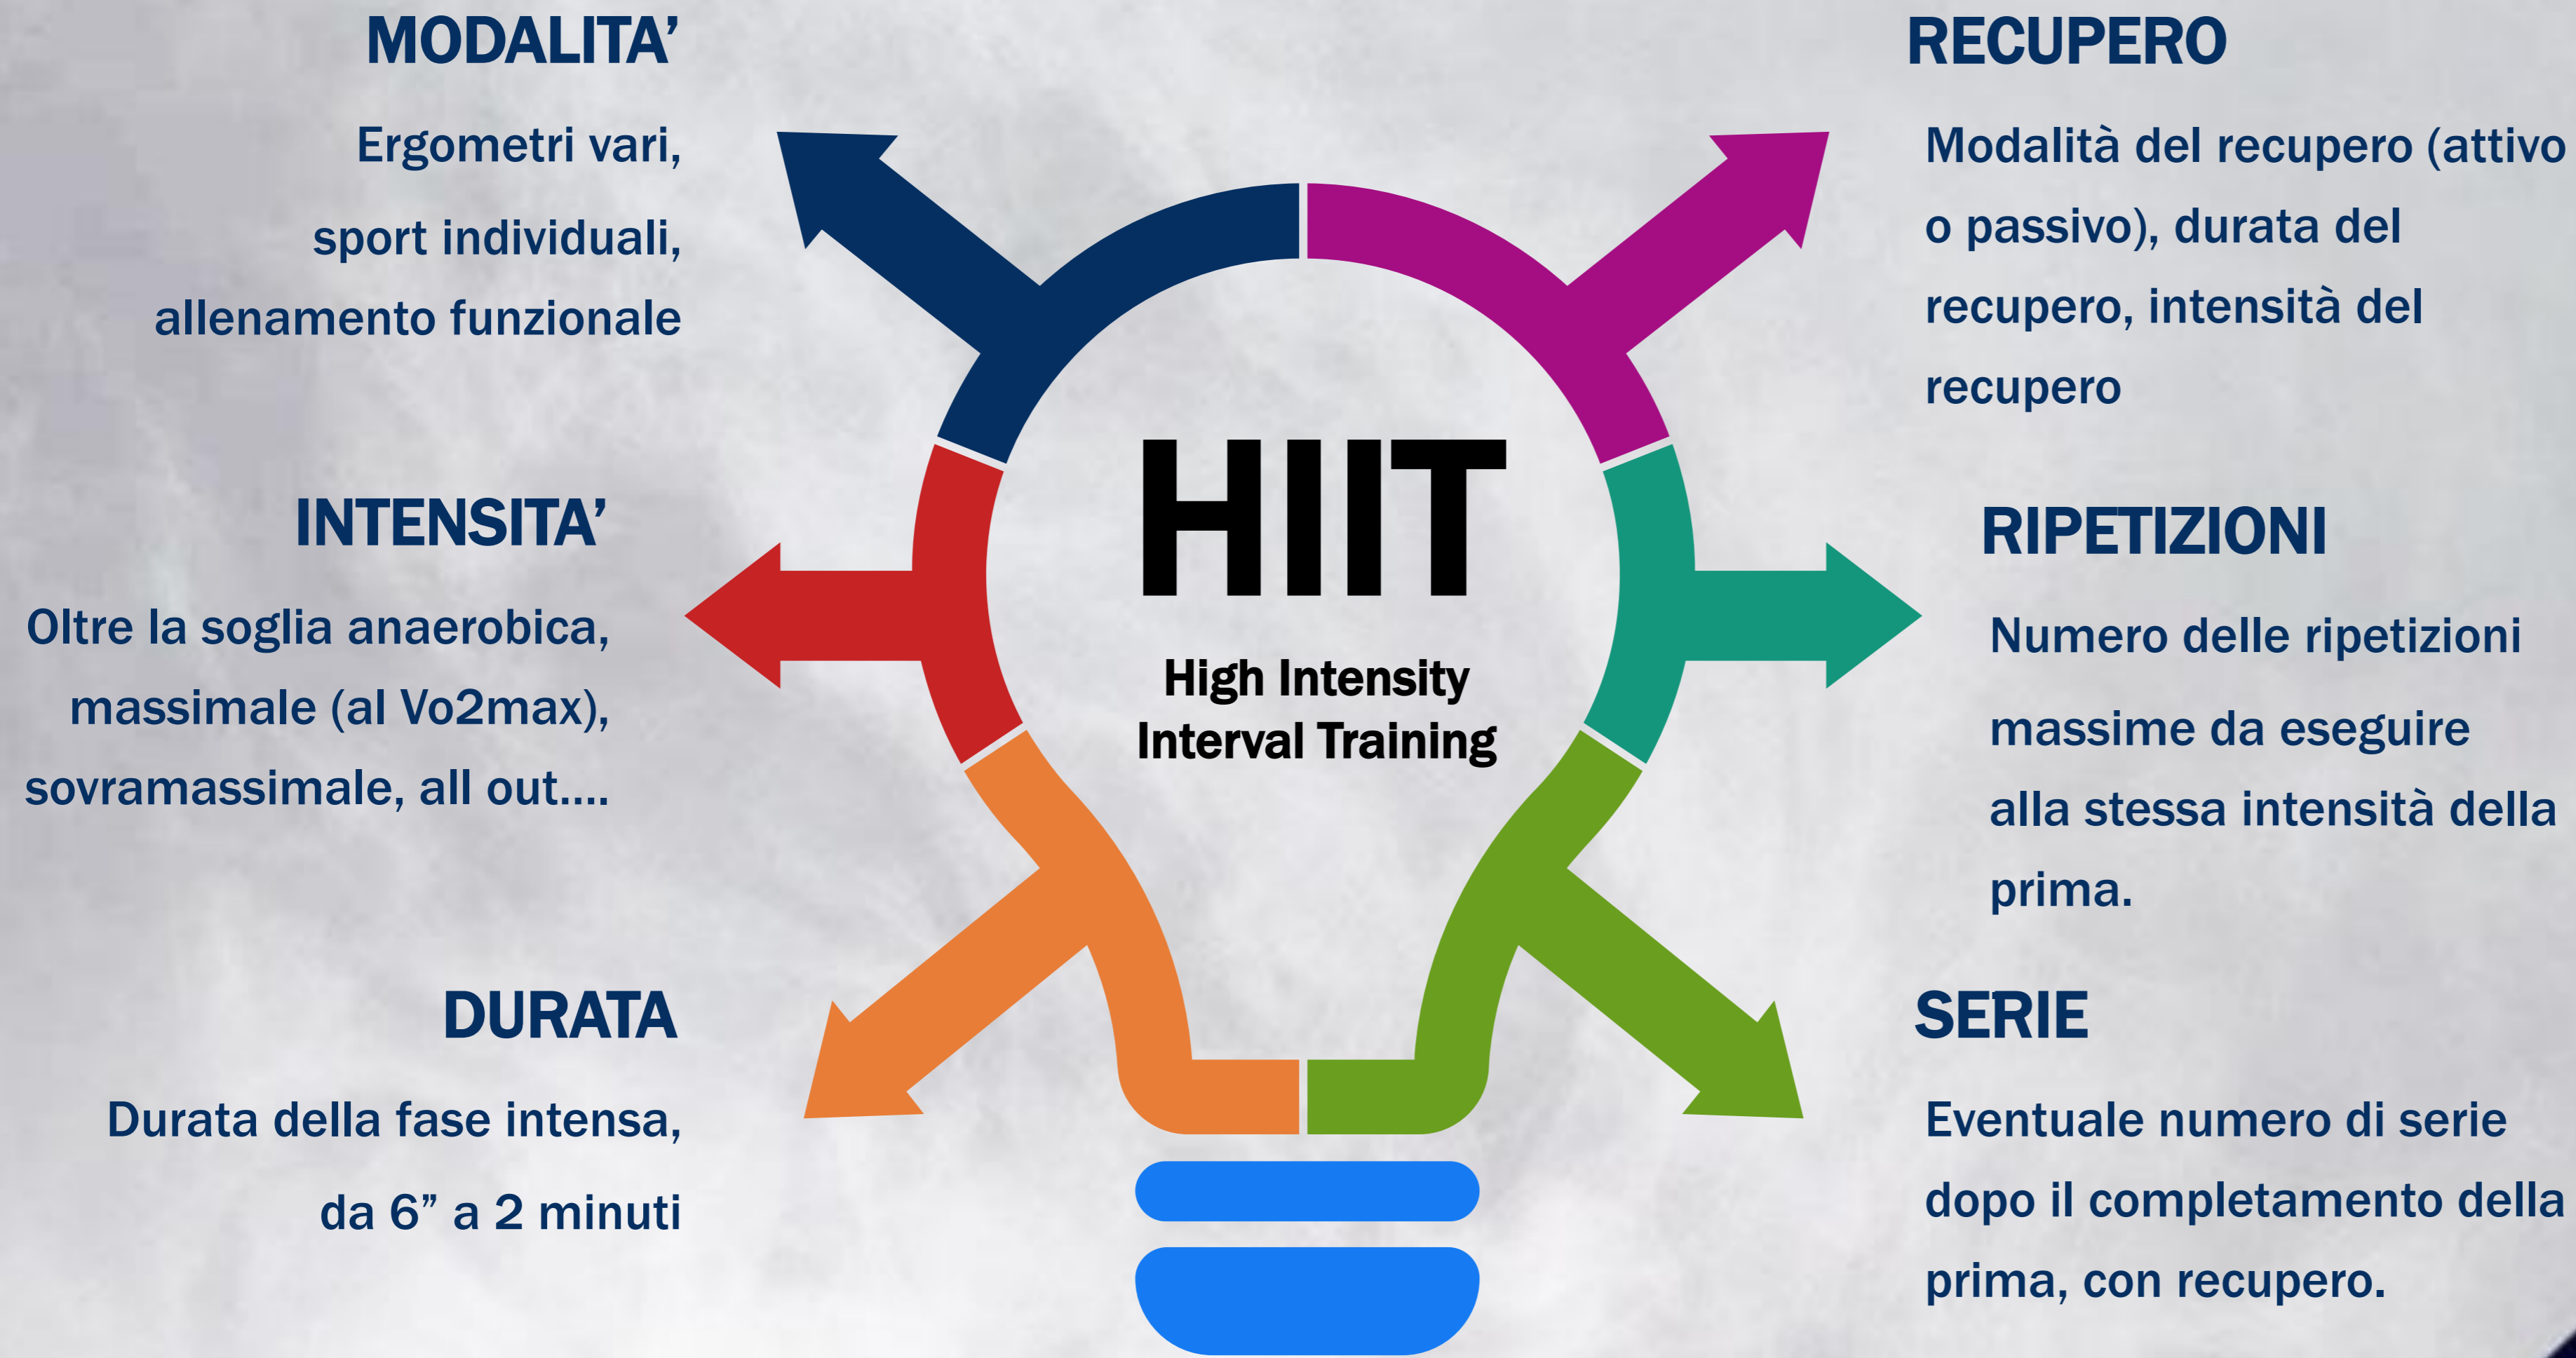 MODALITA’
Ergometri vari,
sport individuali,
allenamento funzionale
INTENSITA’
Oltre la soglia anaerobica,
massimale (al Vo2max),
sovramassimale, all out....
DURATA
Durata della fase intensa,
da 6” a 2 minuti
HIIT
High Intensity
Interval Training
RECUPERO
Modalità del recupero (attivo
o passivo), durata del
recupero, intensità del
recupero
RIPETIZIONI
Numero delle ripetizioni
massime da eseguire
alla stessa intensità della
prima.
SERIE
Eventuale numero di serie
dopo il completamento della
prima, con recupero.